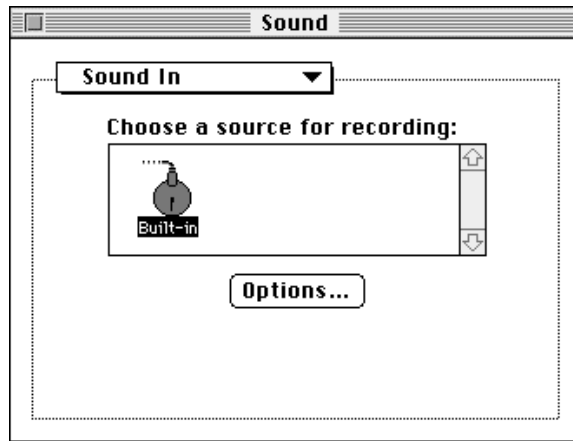 Sound
Sound In
Choose a source for recording:
Built-in
Options...